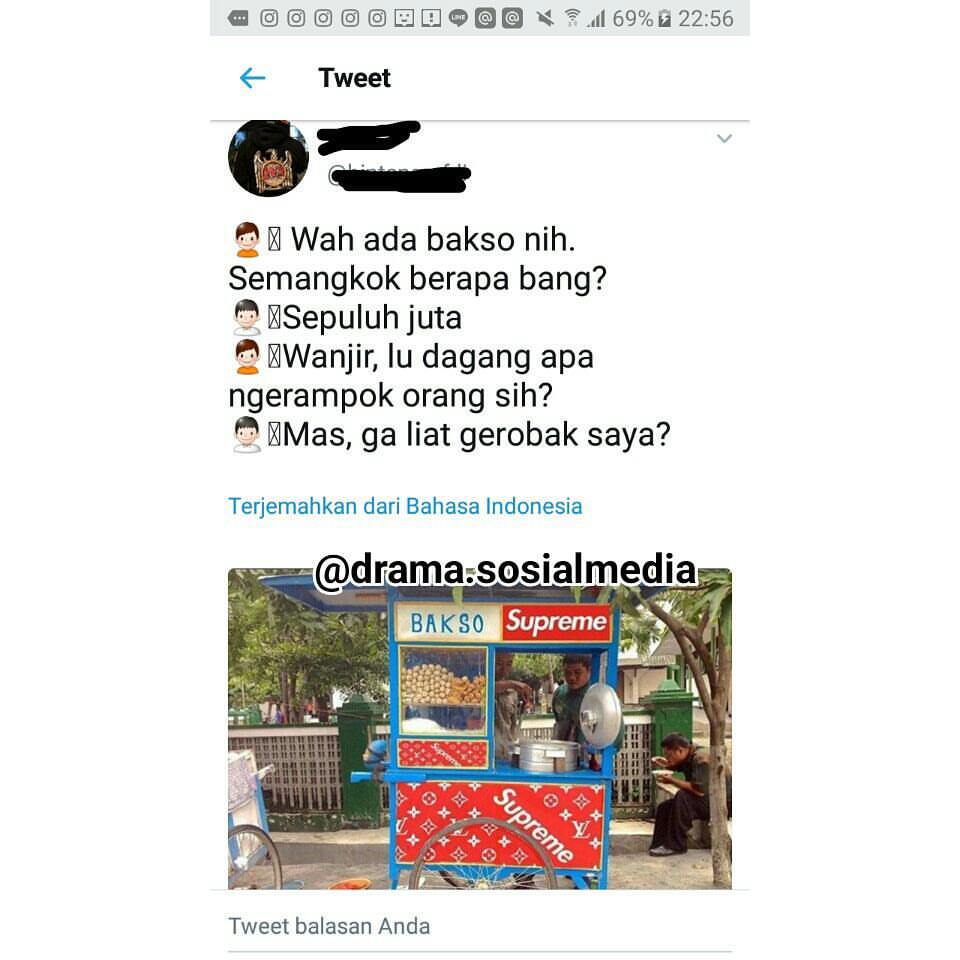 69% 22:56
Tweet
Wah ada bakso nih.
Semangkok berapa bang?
Sepuluh juta
Wanjir, lu dagang apa
ngerampok orang sih?
Mas, ga liat gerobak saya?
Terjemahkan dari Bahasa Indonesia
@drama.sosialmedia
BAKSO Supreme
Supreme
Supreme
Tweet balasan Anda